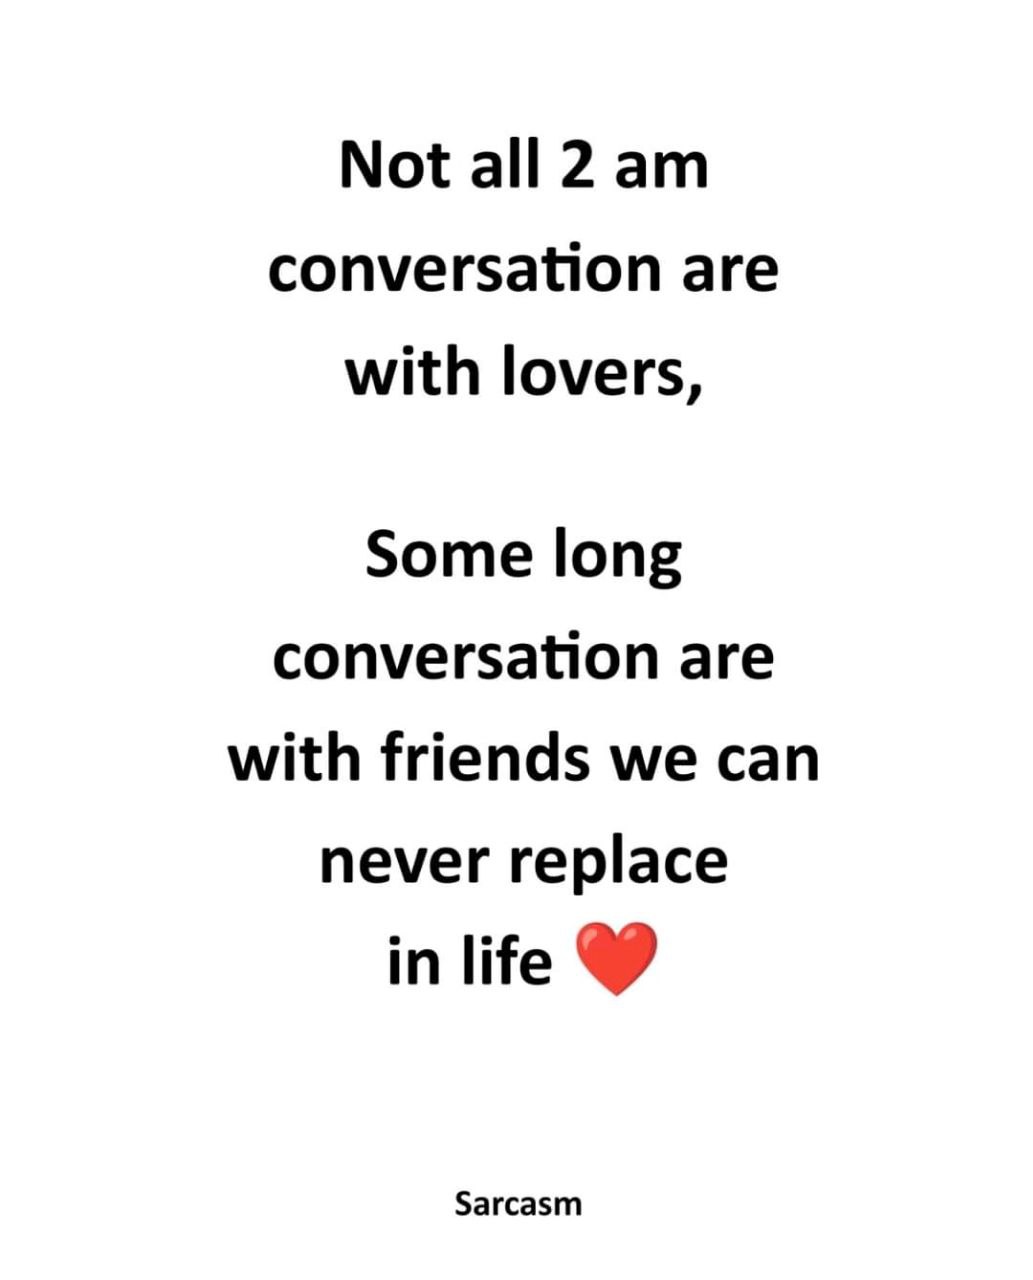 Not all 2 am
conversation are
with lovers,
Some long
conversation are
with friends we can
never replace
in life ❤️
Sarcasm